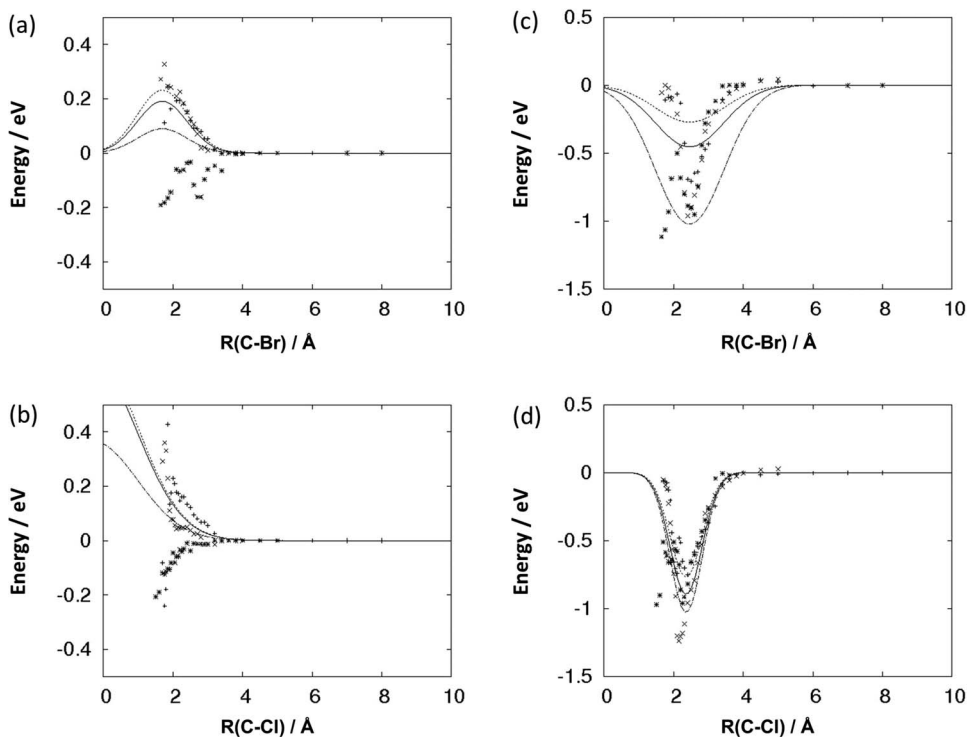 (a)
0.4
0.2
0
-0.2
-0.4
Energy / eV
0 2 4 6 8 10
R(C-Br) / Å
(c)
0.5
0
-0.5
-1
-1.5
Energy / eV
0 2 4 6 8 10
R(C-Br) / Å
(b)
0.4
0.2
0
-0.2
-0.4
Energy / eV
0 2 4 6 8 10
R(C-Cl) / Å
(d)
0.5
0
-0.5
-1
-1.5
Energy / eV
0 2 4 6 8 10
R(C-Cl) / Å